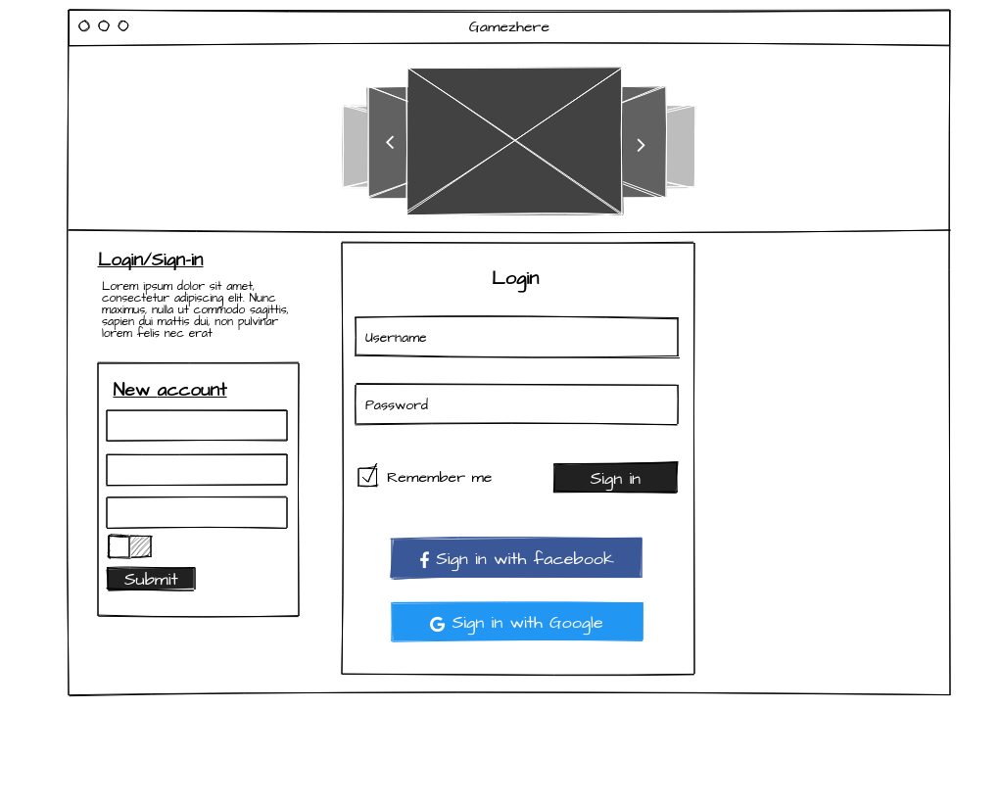 Gamezhere
Login/Sign-in
Lorem ipsum dolor sit amet,
consectetur adipiscing elit. Nunc
maximus, nulla ut commodo sagittis,
sapien dui mattis dui, non pulvinar
lorem felis nec erat
New account
Submit
Login
Username
Password
Remember me
Sign in
Sign in with facebook
Sign in with Google